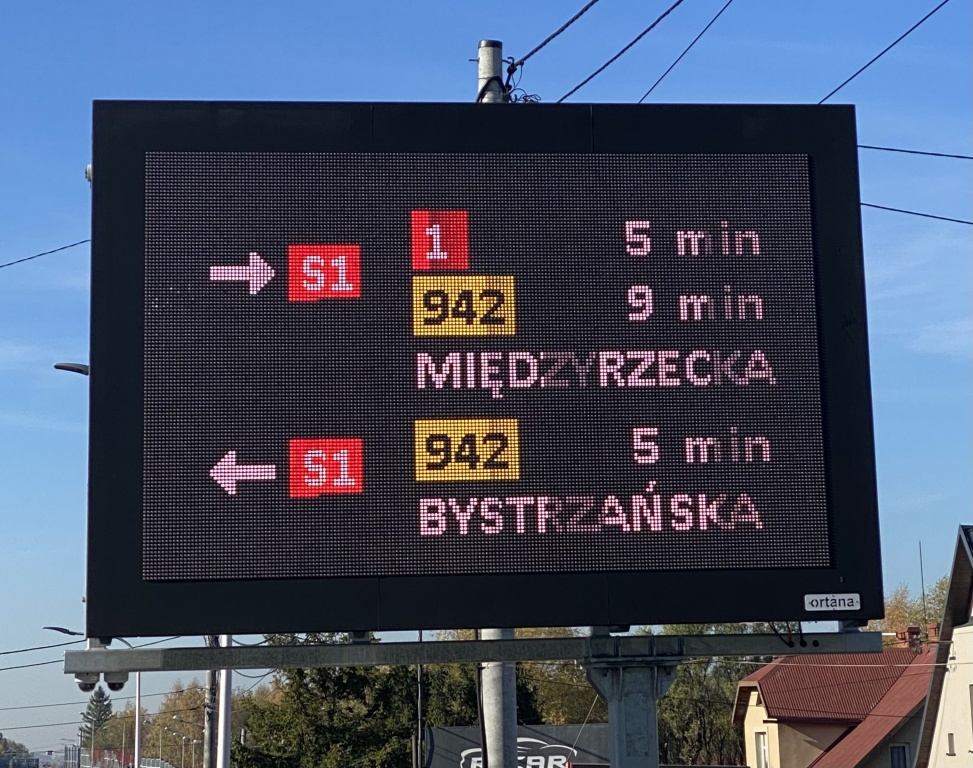 → S1 1 5 min
942 9 min
MIĘDZYRZECKA
← S1 942 5 min
BYSTRZAŃSKA
ortana